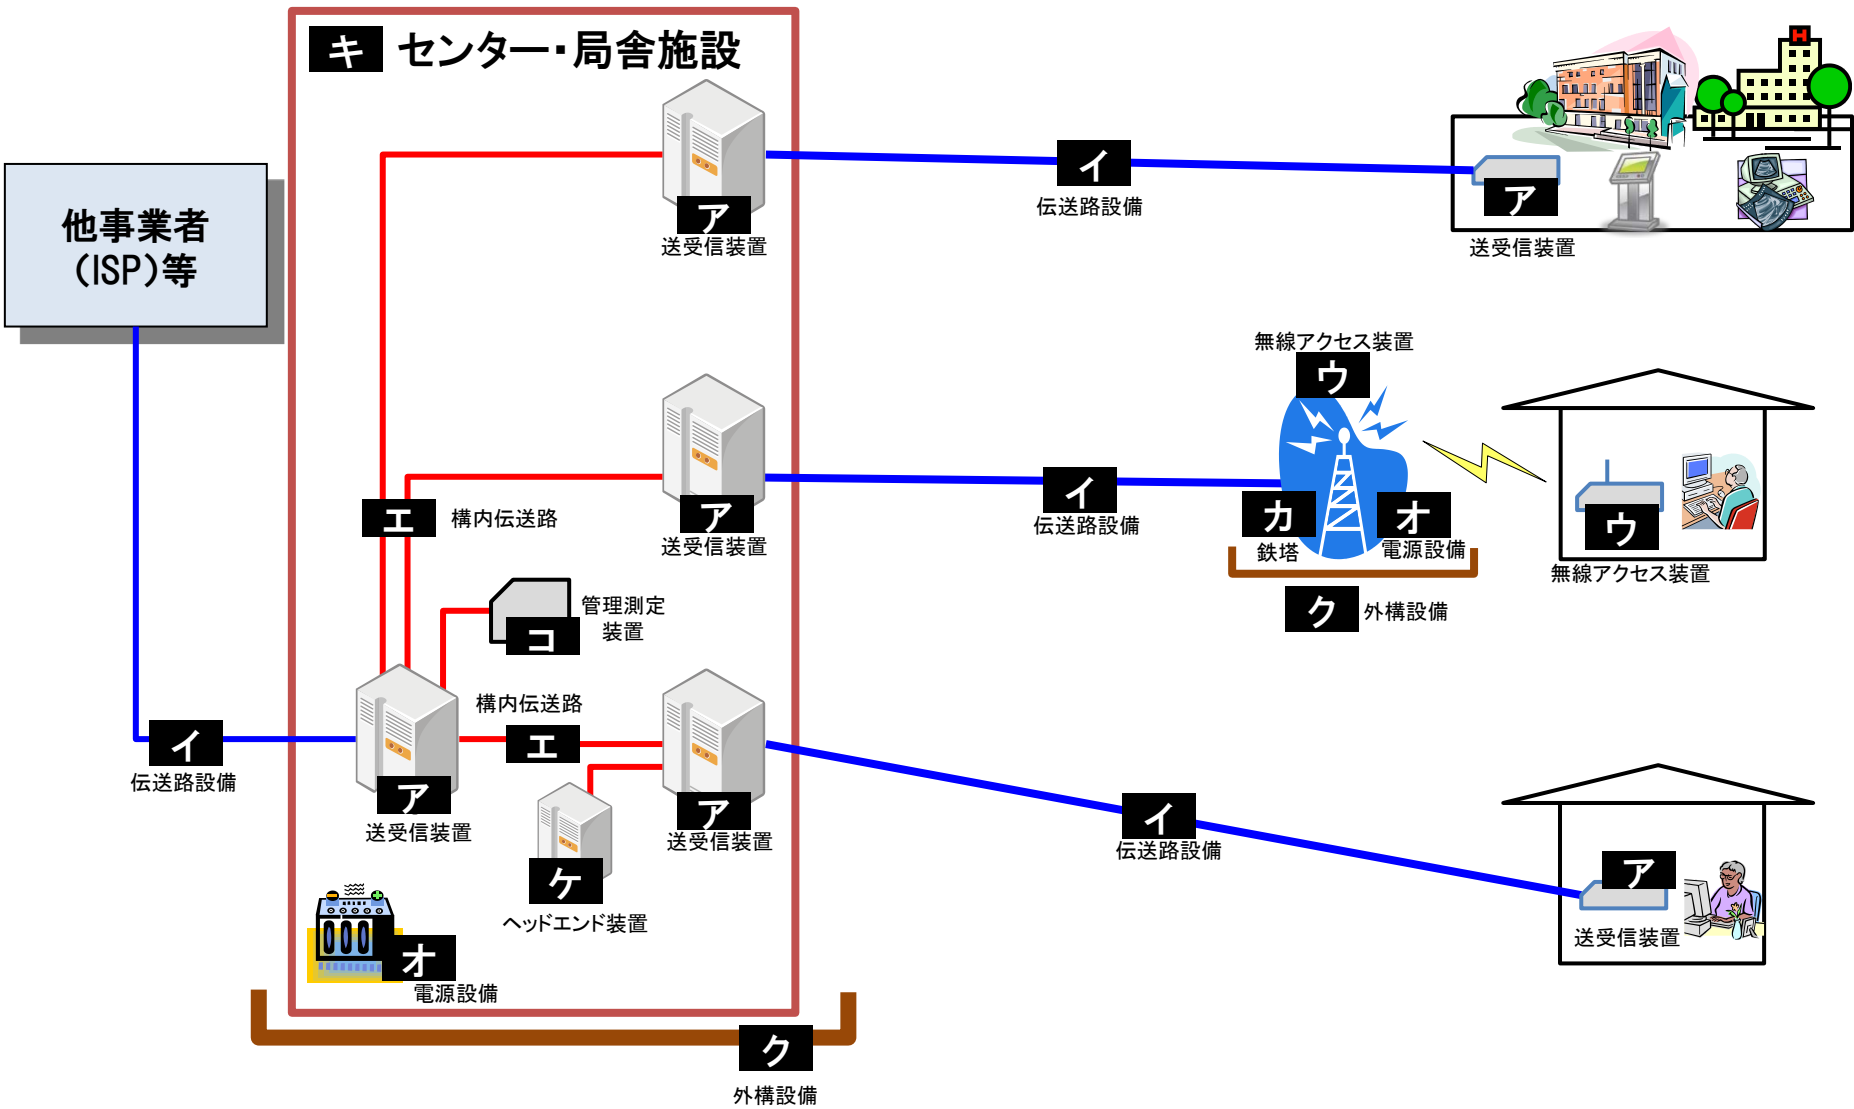 キ センター・局舎施設
他事業者
（ISP）等
ア
送受信装置
イ
伝送路設備
H
ア
送受信装置
無線アクセス装置
ウ
エ 構内伝送路
ア
送受信装置
イ
伝送路設備
カ
鉄塔
オ
電源設備
ウ
無線アクセス装置
ク 外構設備
管理測定
装置
コ
構内伝送路
エ
イ
伝送路設備
ア
送受信装置
ア
送受信装置
イ
伝送路設備
ア
送受信装置
ケ
ヘッドエンド装置
オ
電源設備
ク
外構設備